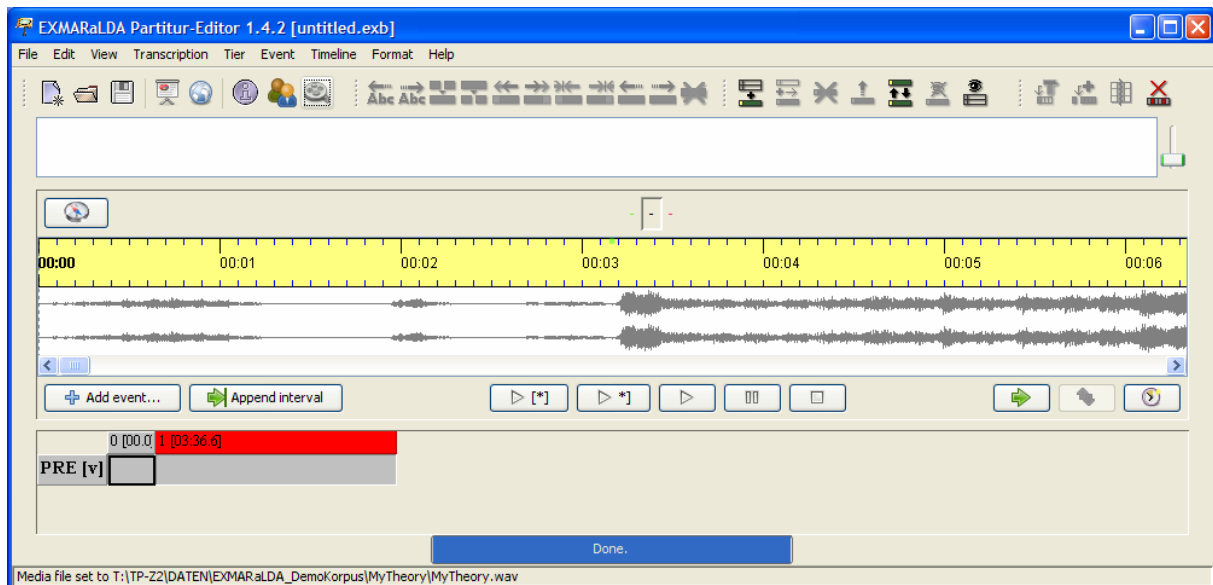 EXMARaLDA Partitur-Editor 1.4.2 [untitled.exb]
File Edit View Transcription Tier Event Timeline Format Help
Abc Abc
- - -
00:00 00:01 00:02 00:03 00:04 00:05 00:06
Add event... Append interval [*] *]
0 [00.0 1 [03:36.6]
PRE [v]
Done.
Media file set to T:\TP-Z2\DATEN\EXMARaLDA_DemoKorpus\MyTheory\MyTheory.wav